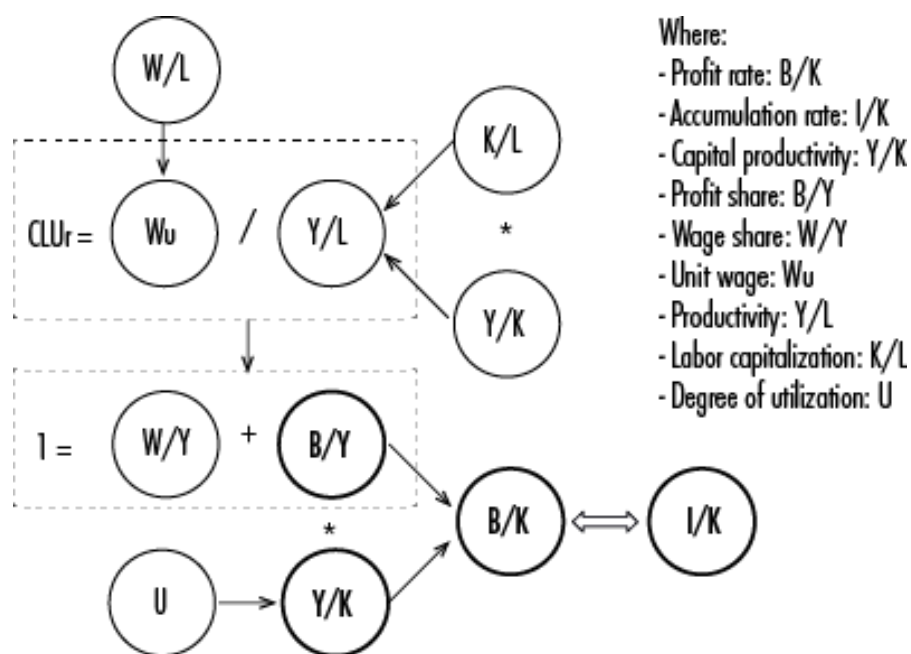 W/L
CLUr = Wu / Y/L
K/L
*
Y/K
1 = W/Y + B/Y
*
U
Y/K
B/K
I/K
Where:
- Profit rate: B/K
- Accumulation rate: I/K
- Capital productivity: Y/K
- Profit share: B/Y
- Wage share: W/Y
- Unit wage: Wu
- Productivity: Y/L
- Labor capitalization: K/L
- Degree of utilization: U